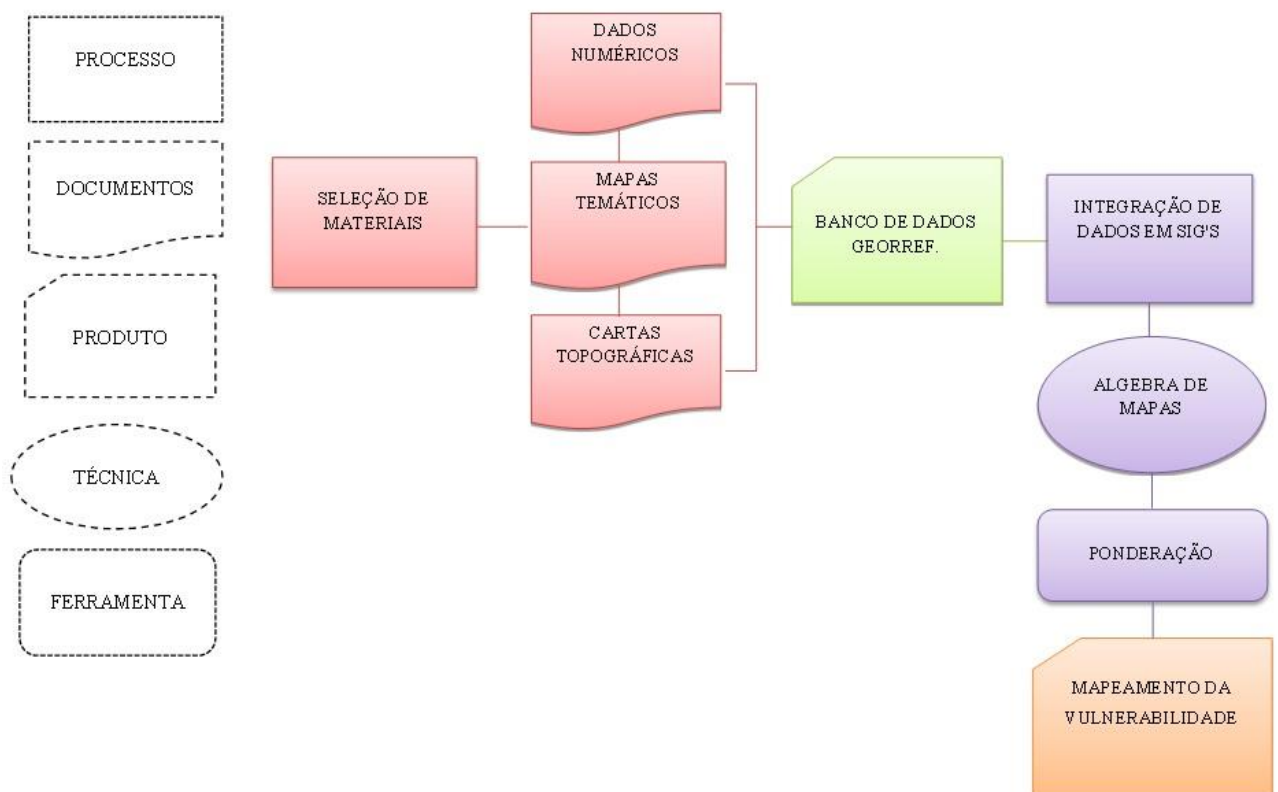 PROCESSO
DOCUMENTOS
PRODUTO
TÉCNICA
FERRAMENTA
SELEÇÃO DE
MATERIAIS
DADOS
NUMÉRICOS
MAPAS
TEMÁTICOS
CARTAS
TOPOGRÁFICAS
BANCO DE DADOS
GEORREF.
INTEGRAÇÃO DE
DADOS EM SIG'S
ALGEBRA DE
MAPAS
PONDERAÇÃO
MAPEAMENTO DA
VULNERABILIDADE